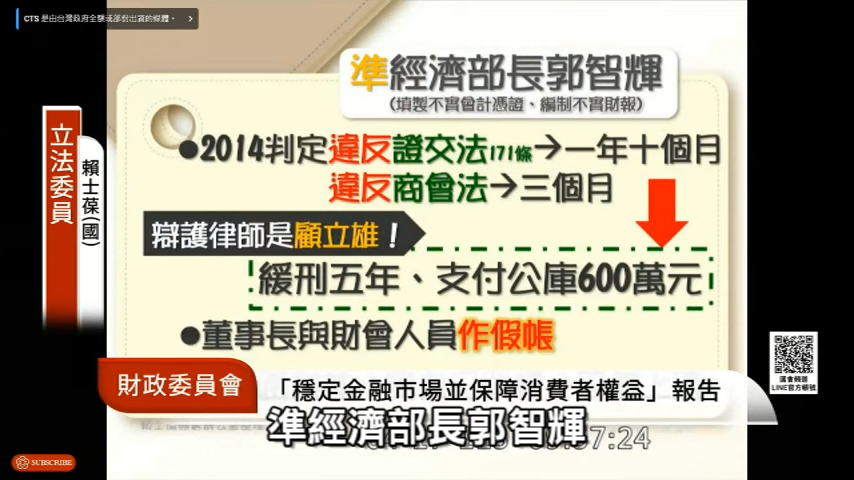 CTS 是由台灣政府全額或部份出資的媒體。
準經濟部長郭智輝
(填製不實會計憑證、編制不實財報)
●2014判定違反證交法171條→一年十個月
違反商會法→三個月
辯護律師是顧立雄！
緩刑五年、支付公庫600萬元
●董事長與財會人員作假帳
立法委員
賴士葆(國)
財政委員會
「穩定金融市場並保障消費者權益」報告
準經濟部長郭智輝
:37:24
國會頻道
LINE官方帳號
SUBSCRIBE